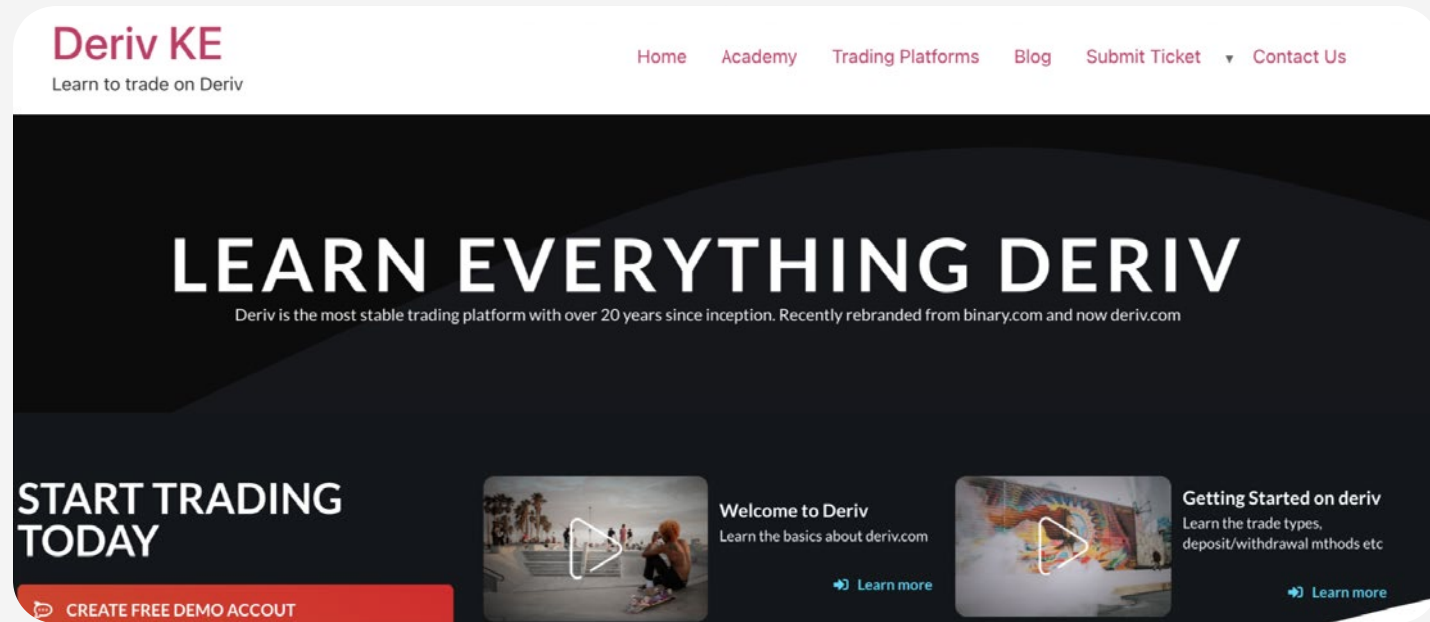 Deriv KE
Learn to trade on Deriv
Home Academy Trading Platforms Blog Submit Ticket Contact Us
LEARN EVERYTHING DERIV
Deriv is the most stable trading platform with over 20 years since inception. Recently rebranded from binary.com and now deriv.com
START TRADING
TODAY
CREATE FREE DEMO ACCOUT
Welcome to Deriv
Learn the basics about deriv.com
Learn more
Getting Started on deriv
Learn the trade types,
deposit/withdrawal mthods etc
Learn more